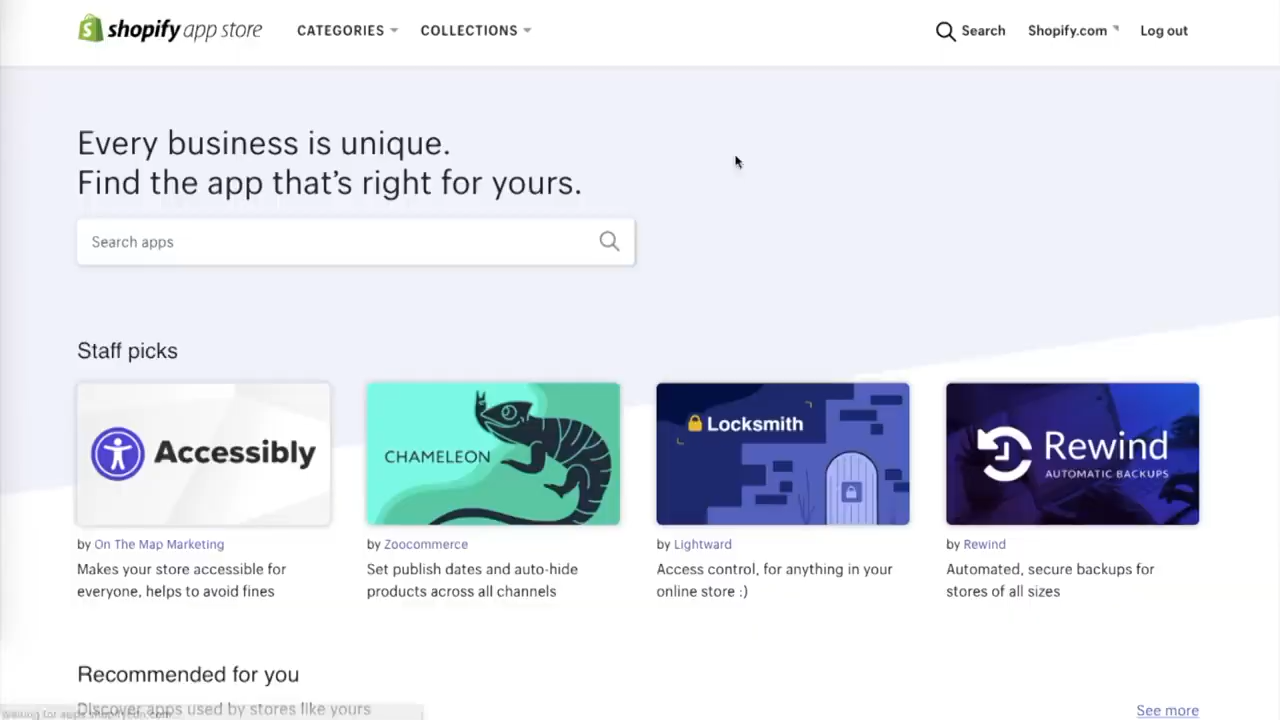 shopify app store
CATEGORIES
COLLECTIONS
Search
Shopify.com
Log out
Every business is unique.
Find the app that's right for yours.
Search apps
Staff picks
Accessibly
CHAMELEON
Locksmith
Rewind
AUTOMATIC BACKUPS
by On The Map Marketing
by Zoocommerce
by Lightward
by Rewind
Makes your store accessible for
everyone, helps to avoid fines
Set publish dates and auto-hide
products across all channels
Access control, for anything in your
online store :)
Automated, secure backups for
stores of all sizes
Recommended for you
Discover apps used by stores like yours
See more